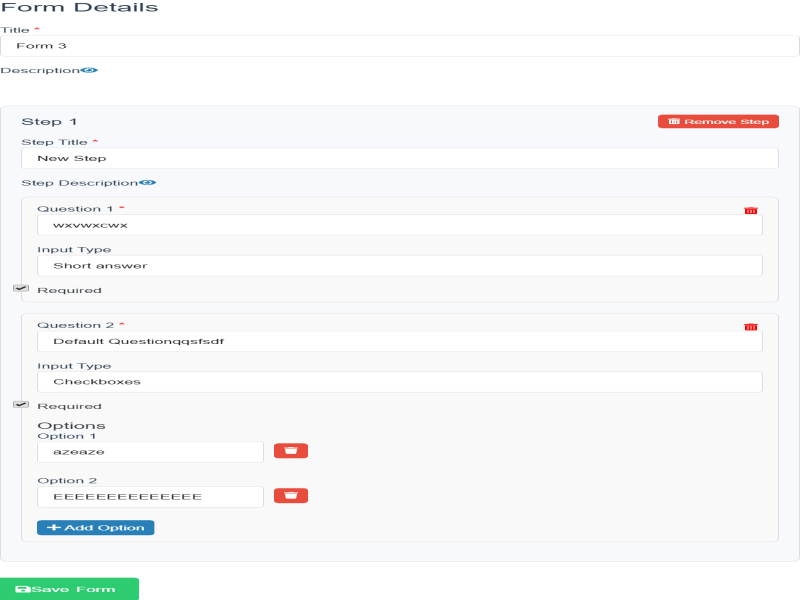 Form Details
Title *
Form 3
Description
Step 1
Remove Step
Step Title *
New Step
Step Description
Question 1 *
wxvwxcwx
Input Type
Short answer
Required
Question 2 *
Default Questionqqsfsdf
Input Type
Checkboxes
Required
Options
Option 1
azeaze
Option 2
EEEEEEEEEEEEEE
Add Option
Save Form